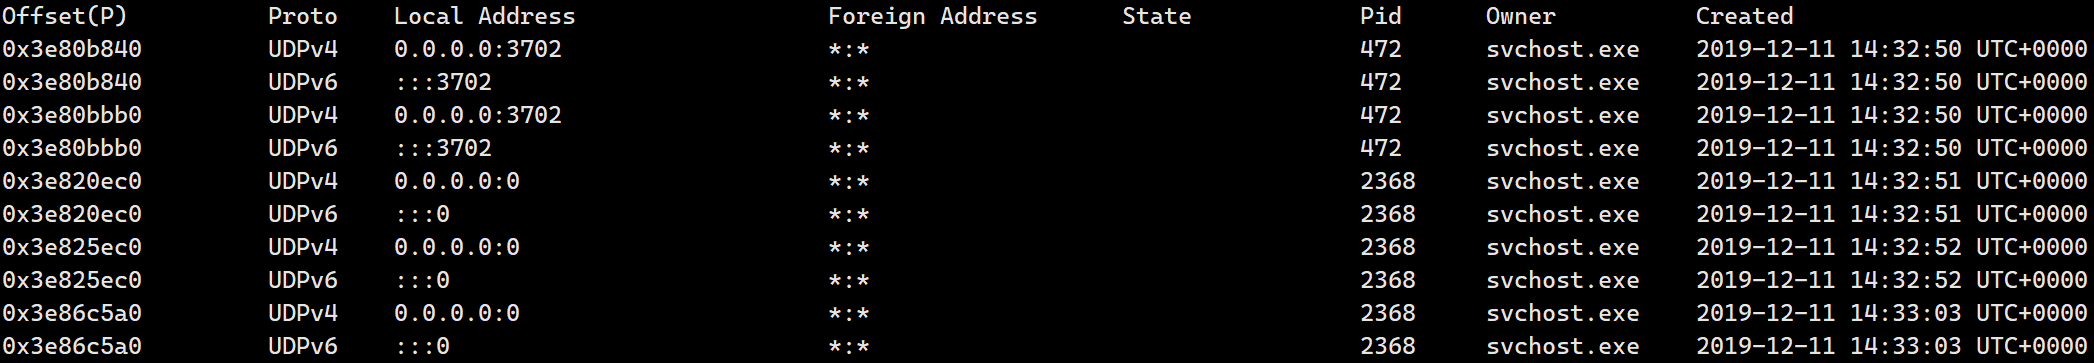 Offset(P)          Proto    Local Address                  Foreign Address      State            Pid      Owner          Created
0x3e80b840         UDPv4    0.0.0.0:3702                   *:*                                   472      svchost.exe    2019-12-11 14:32:50 UTC+0000
0x3e80b840         UDPv6    :::3702                        *:*                                   472      svchost.exe    2019-12-11 14:32:50 UTC+0000
0x3e80bbb0         UDPv4    0.0.0.0:3702                   *:*                                   472      svchost.exe    2019-12-11 14:32:50 UTC+0000
0x3e80bbb0         UDPv6    :::3702                        *:*                                   472      svchost.exe    2019-12-11 14:32:50 UTC+0000
0x3e820ec0         UDPv4    0.0.0.0:0                      *:*                                   2368     svchost.exe    2019-12-11 14:32:51 UTC+0000
0x3e820ec0         UDPv6    :::0                           *:*                                   2368     svchost.exe    2019-12-11 14:32:51 UTC+0000
0x3e825ec0         UDPv4    0.0.0.0:0                      *:*                                   2368     svchost.exe    2019-12-11 14:32:52 UTC+0000
0x3e825ec0         UDPv6    :::0                           *:*                                   2368     svchost.exe    2019-12-11 14:32:52 UTC+0000
0x3e86c5a0         UDPv4    0.0.0.0:0                      *:*                                   2368     svchost.exe    2019-12-11 14:33:03 UTC+0000
0x3e86c5a0         UDPv6    :::0                           *:*                                   2368     svchost.exe    2019-12-11 14:33:03 UTC+0000